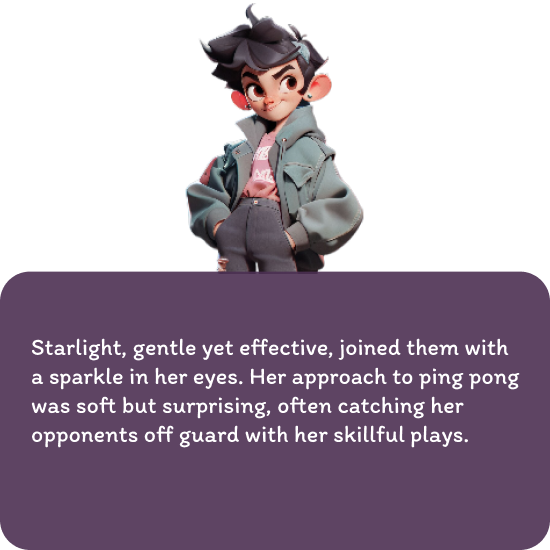 Starlight, gentle yet effective, joined them with
a sparkle in her eyes. Her approach to ping pong
was soft but surprising, often catching her
opponents off guard with her skillful plays.